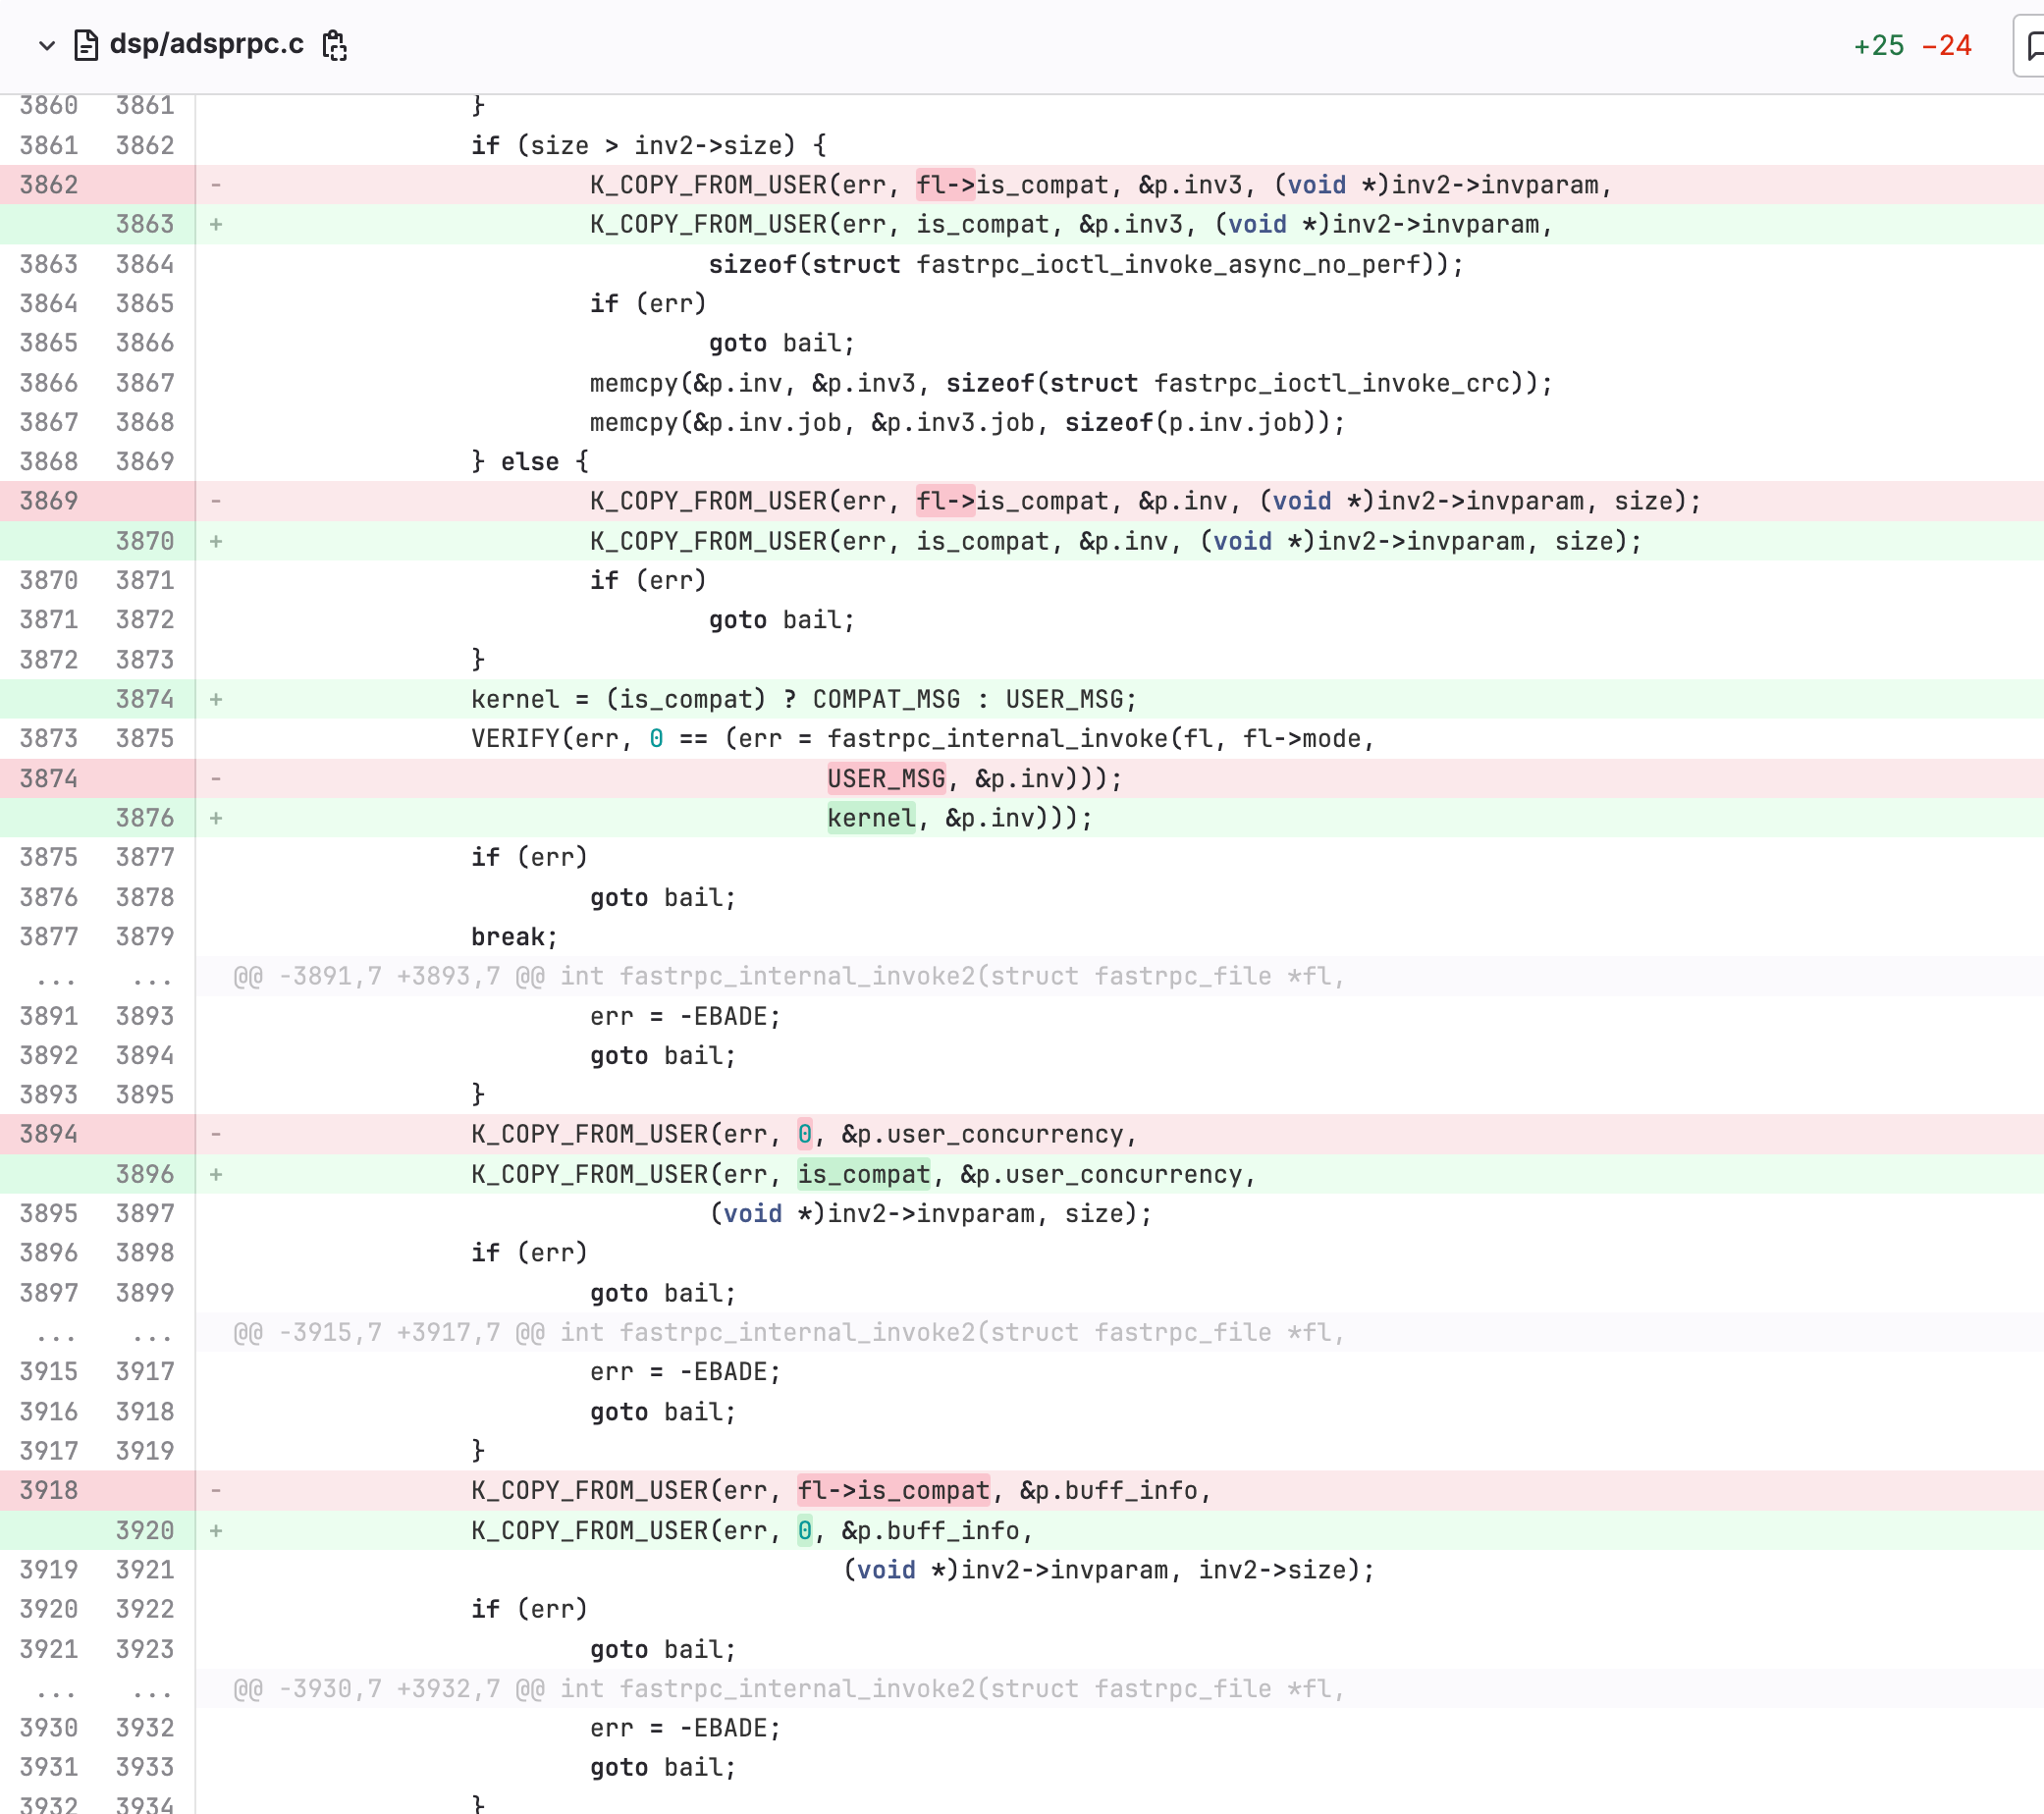 dsp/adsprpc.c +25 −24
3860 3861 }
3861 3862 if (size > inv2->size) {
3862 - K_COPY_FROM_USER(err, fl->is_compat, &p.inv3, (void *)inv2->invparam,
3863 + K_COPY_FROM_USER(err, is_compat, &p.inv3, (void *)inv2->invparam,
3863 3864 sizeof(struct fastrpc_ioctl_invoke_async_no_perf));
3864 3865 if (err)
3865 3866 goto bail;
3866 3867 memcpy(&p.inv, &p.inv3, sizeof(struct fastrpc_ioctl_invoke_crc));
3867 3868 memcpy(&p.inv.job, &p.inv3.job, sizeof(p.inv.job));
3868 3869 } else {
3869 - K_COPY_FROM_USER(err, fl->is_compat, &p.inv, (void *)inv2->invparam, size);
3870 + K_COPY_FROM_USER(err, is_compat, &p.inv, (void *)inv2->invparam, size);
3870 3871 if (err)
3871 3872 goto bail;
3872 3873 }
3874 + kernel = (is_compat) ? COMPAT_MSG : USER_MSG;
3873 3875 VERIFY(err, 0 == (err = fastrpc_internal_invoke(fl, fl->mode,
3874 - USER_MSG, &p.inv)));
3876 + kernel, &p.inv)));
3875 3877 if (err)
3876 3878 goto bail;
3877 3879 break;
... ... @@ -3891,7 +3893,7 @@ int fastrpc_internal_invoke2(struct fastrpc_file *fl,
3891 3893 err = -EBADE;
3892 3894 goto bail;
3893 3895 }
3894 - K_COPY_FROM_USER(err, 0, &p.user_concurrency,
3896 + K_COPY_FROM_USER(err, is_compat, &p.user_concurrency,
3895 3897 (void *)inv2->invparam, size);
3896 3898 if (err)
3897 3899 goto bail;
... ... @@ -3915,7 +3917,7 @@ int fastrpc_internal_invoke2(struct fastrpc_file *fl,
3915 3917 err = -EBADE;
3916 3918 goto bail;
3917 3919 }
3918 - K_COPY_FROM_USER(err, fl->is_compat, &p.buff_info,
3920 + K_COPY_FROM_USER(err, 0, &p.buff_info,
3919 3921 (void *)inv2->invparam, inv2->size);
3920 3922 if (err)
3921 3923 goto bail;
... ... @@ -3930,7 +3932,7 @@ int fastrpc_internal_invoke2(struct fastrpc_file *fl,
3930 3932 err = -EBADE;
3931 3933 goto bail;
3932 3934 }